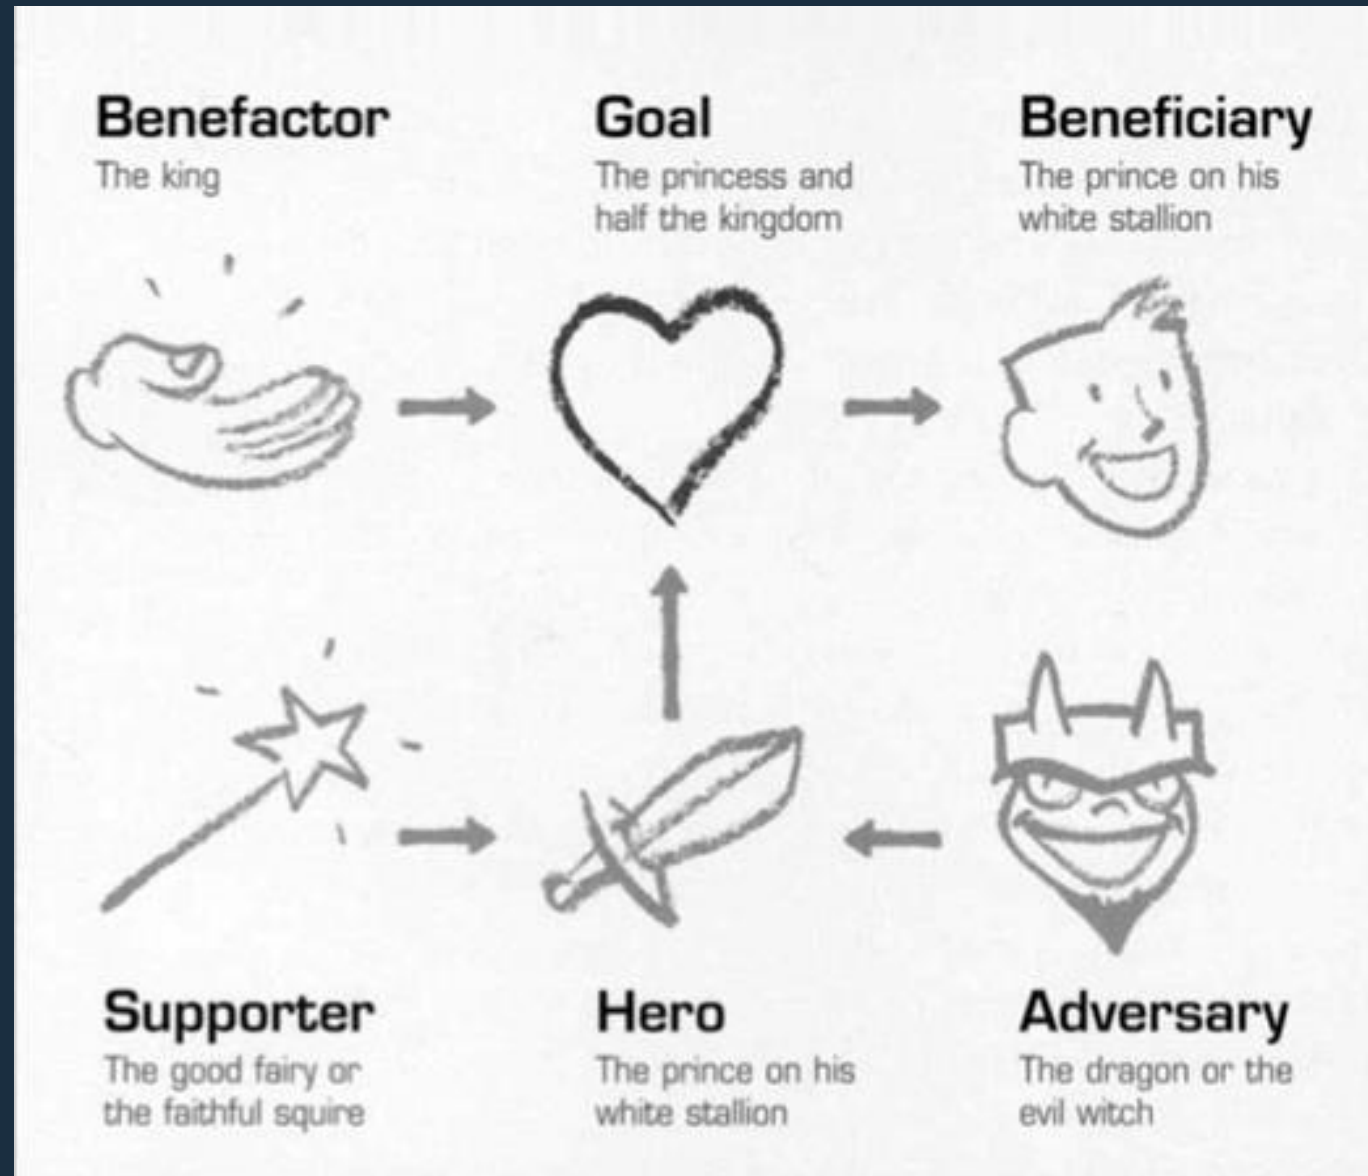 Benefactor
The king
Goal
The princess and
half the kingdom
Beneficiary
The prince on his
white stallion
Supporter
The good fairy or
the faithful squire
Hero
The prince on his
white stallion
Adversary
The dragon or the
evil witch